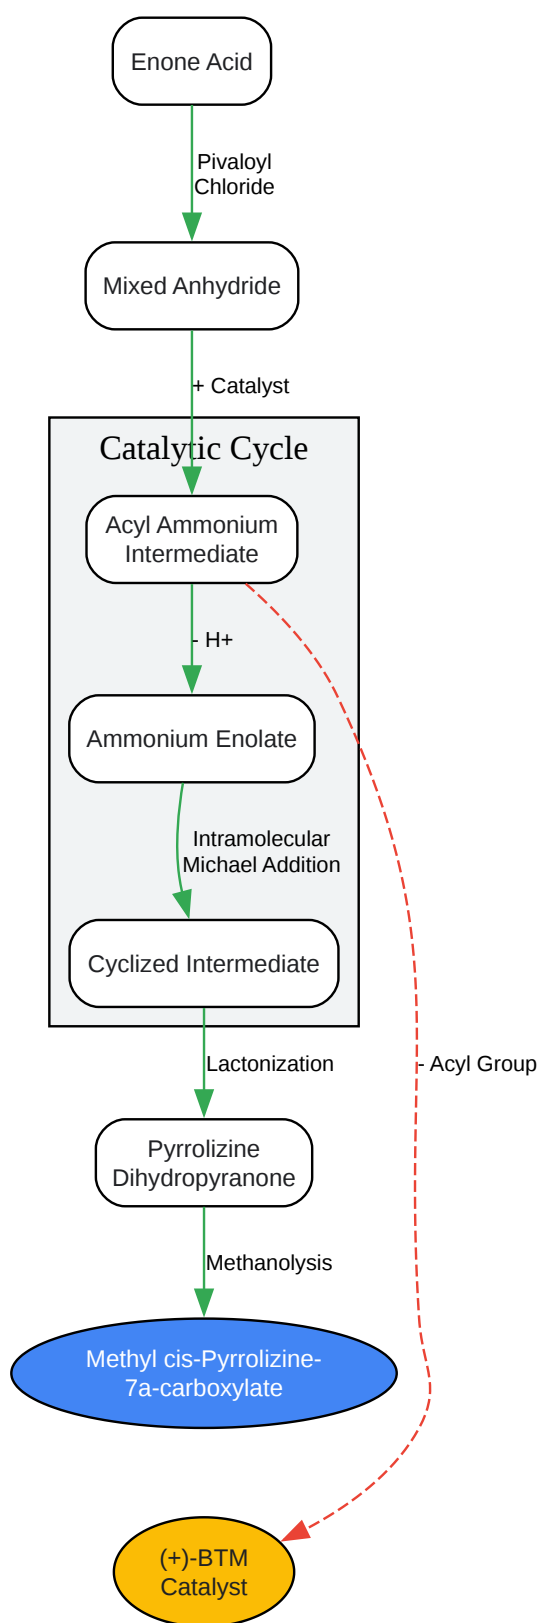 Enone Acid
Pivaloyl
Chloride
Mixed Anhydride
+ Catalyst
Catalytic Cycle
Acyl Ammonium
Intermediate
- H+
Ammonium Enolate
Intramolecular
Michael Addition
Cyclized Intermediate
Lactonization
- Acyl Group
Pyrrolizine
Dihydropyranone
Methanolysis
Methyl cis-Pyrrolizine-
7a-carboxylate
(+)-BTM
Catalyst